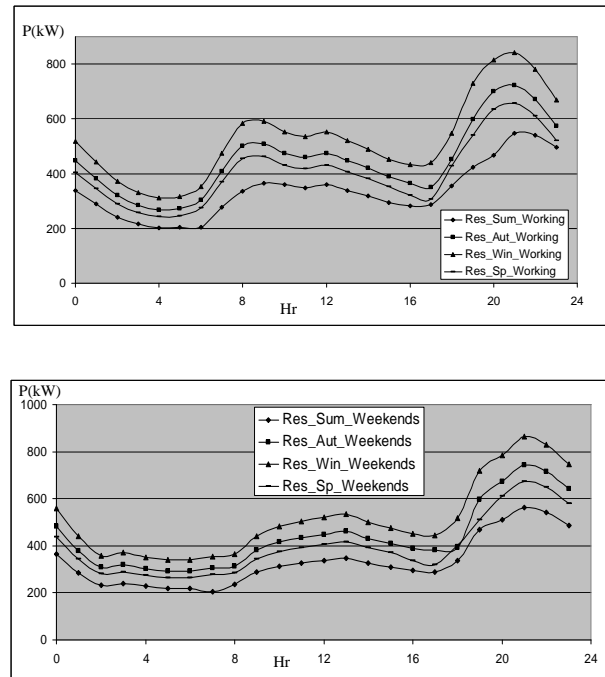 P(kW)
800
600
400
200
0
0 4 8 12 16 20 24
Hr
Res_Sum_Working
Res_Aut_Working
Res_Win_Working
Res_Sp_Working
P(kW)
1000
800
600
400
200
0
0 4 8 12 16 20 24
Hr
Res_Sum_Weekends
Res_Aut_Weekends
Res_Win_Weekends
Res_Sp_Weekends